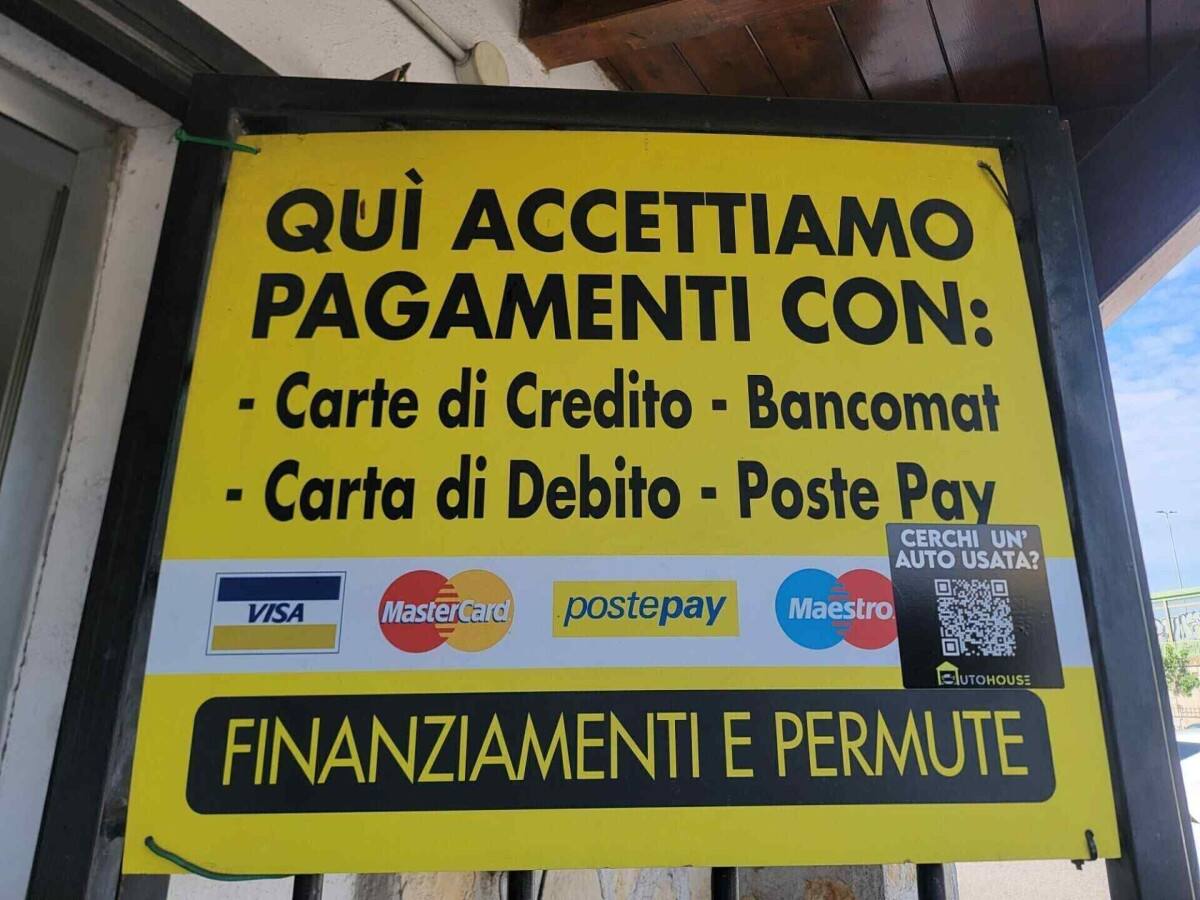 QUÌ ACCETTIAMO
PAGAMENTI CON:
- Carte di Credito - Bancomat
- Carta di Debito - Poste Pay
CERCHI UN'
AUTO USATA?
VISA
MasterCard
postepay
Maestro
AUTOHOUSE
FINANZIAMENTI E PERMUTE